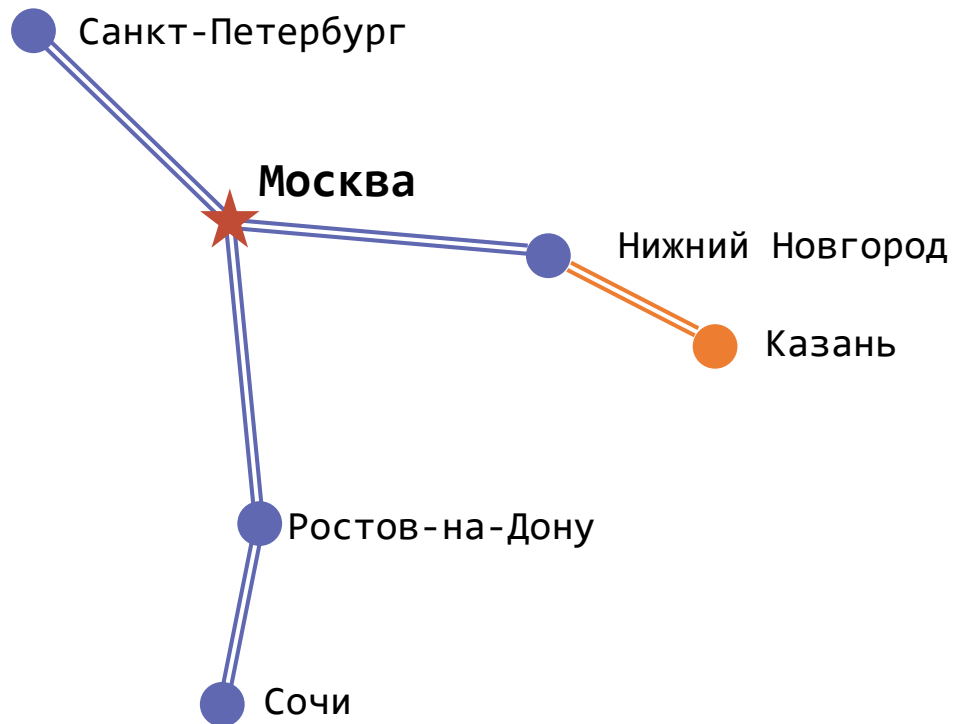 Санкт-Петербург
Москва
Нижний Новгород
Казань
Ростов-на-Дону
Сочи